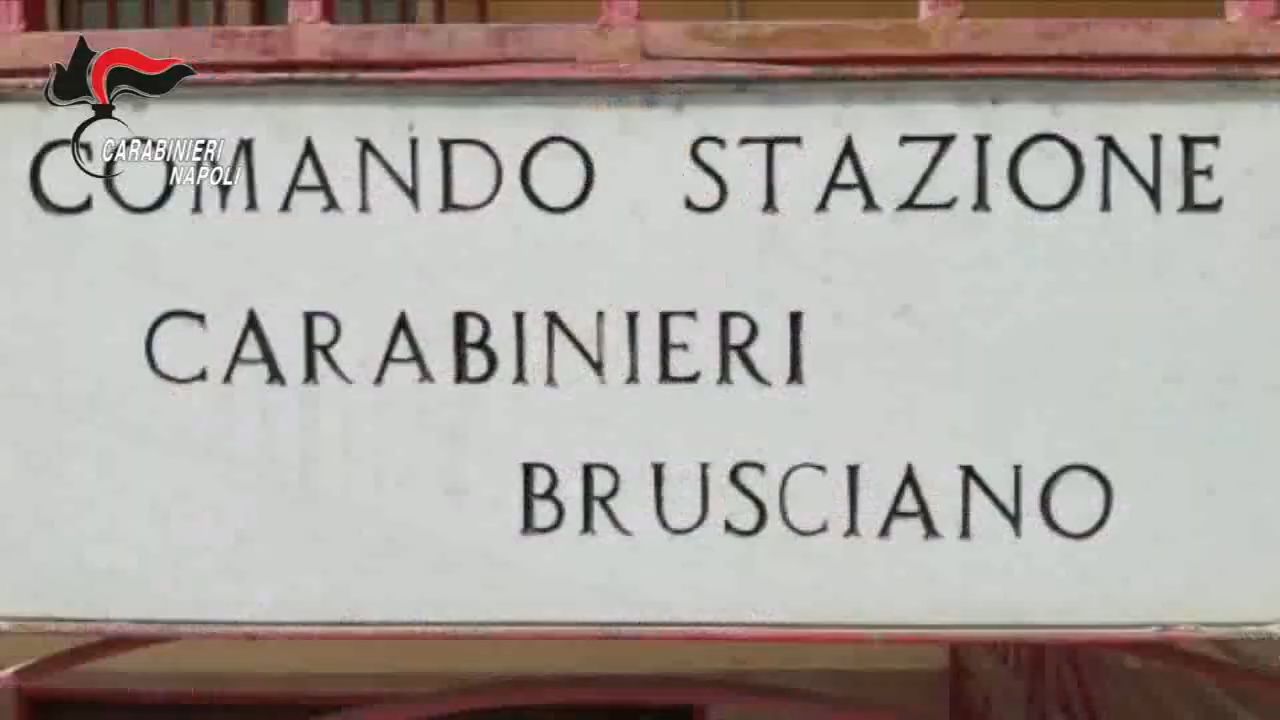 CARABINIERI
NAPOLI
COMANDO STAZIONE
CARABINIERI
BRUSCIANO